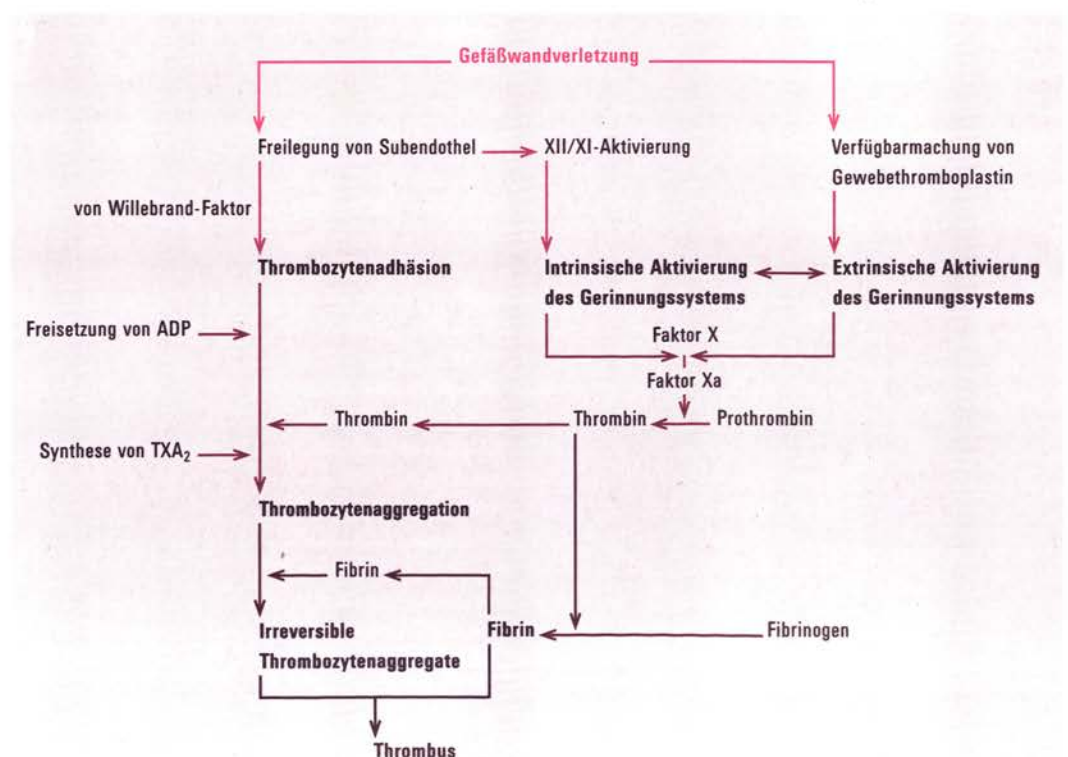 Gefäßwandverletzung
Freilegung von Subendothel
XII/XI-Aktivierung
Verfügbarmachung von
Gewebethromboplastin
von Willebrand-Faktor
Thrombozytenadhäsion
Intrinsische Aktivierung
des Gerinnungssystems
Extrinsische Aktivierung
des Gerinnungssystems
Freisetzung von ADP
Faktor X
Faktor Xa
Thrombin
Thrombin
Prothrombin
Synthese von TXA₂
Thrombozytenaggregation
Fibrin
Irreversible
Thrombozytenaggregate
Fibrin
Fibrinogen
Thrombus